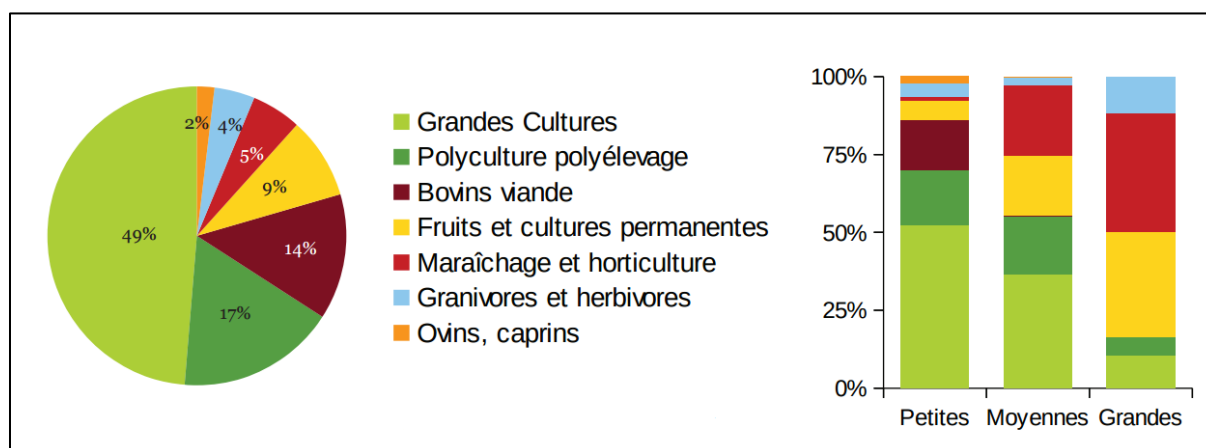 2%
4%
5%
9%
14%
17%
49%
Grandes Cultures
Polyculture polyélevage
Bovins viande
Fruits et cultures permanentes
Maraîchage et horticulture
Granivores et herbivores
Ovins, caprins
100%
75%
50%
25%
0%
Petites Moyennes Grandes